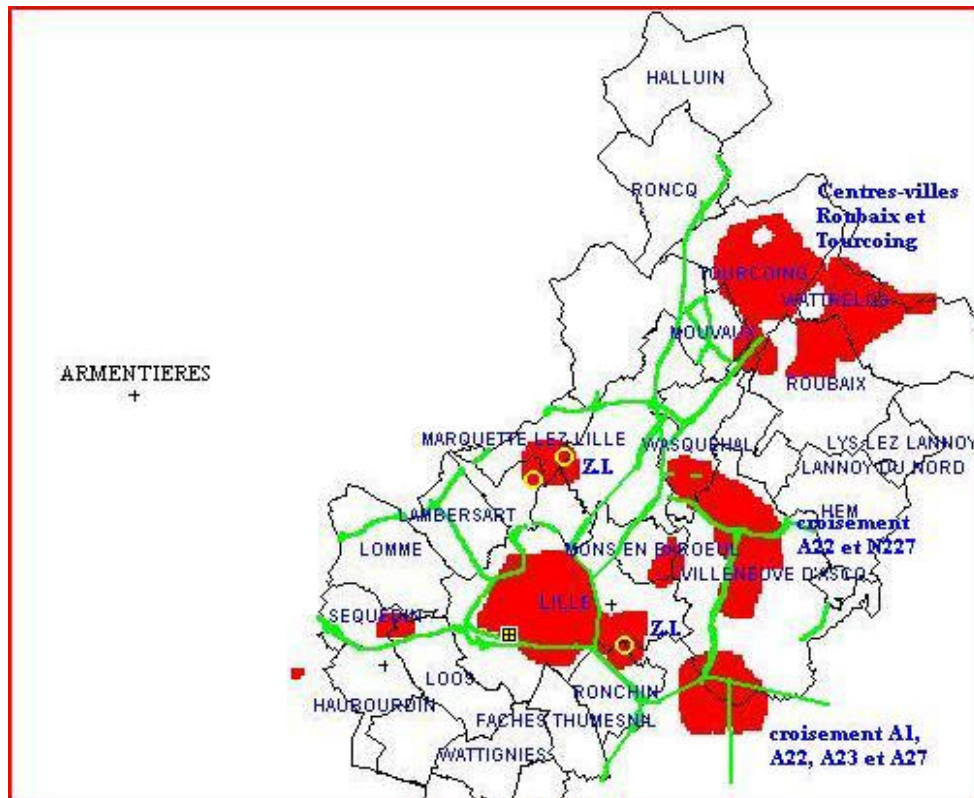 HALLUIN
RONCQ
Centres-villes
Roubaix et
Tourcoing
TOURCOING
WATTRELOS
MOUVAUX
ARMENTIERES
ROUBAIX
MARQUETTE LEZ LILLE
WASQUEHAL
LYS LEZ LANNOY
Z.I.
LANNOY DU NORD
LAMBERSART
HEM
croisement
A22 et N227
LOMME
MONS EN BAROEUL
VILLENEUVE D'ASCQ
LILLE
SEQUEDIN
Z.I.
LOOS
RONCHIN
HAUBOURDIN
FACHES THUMESNIL
WATTIGNIES
croisement A1,
A22, A23 et A27